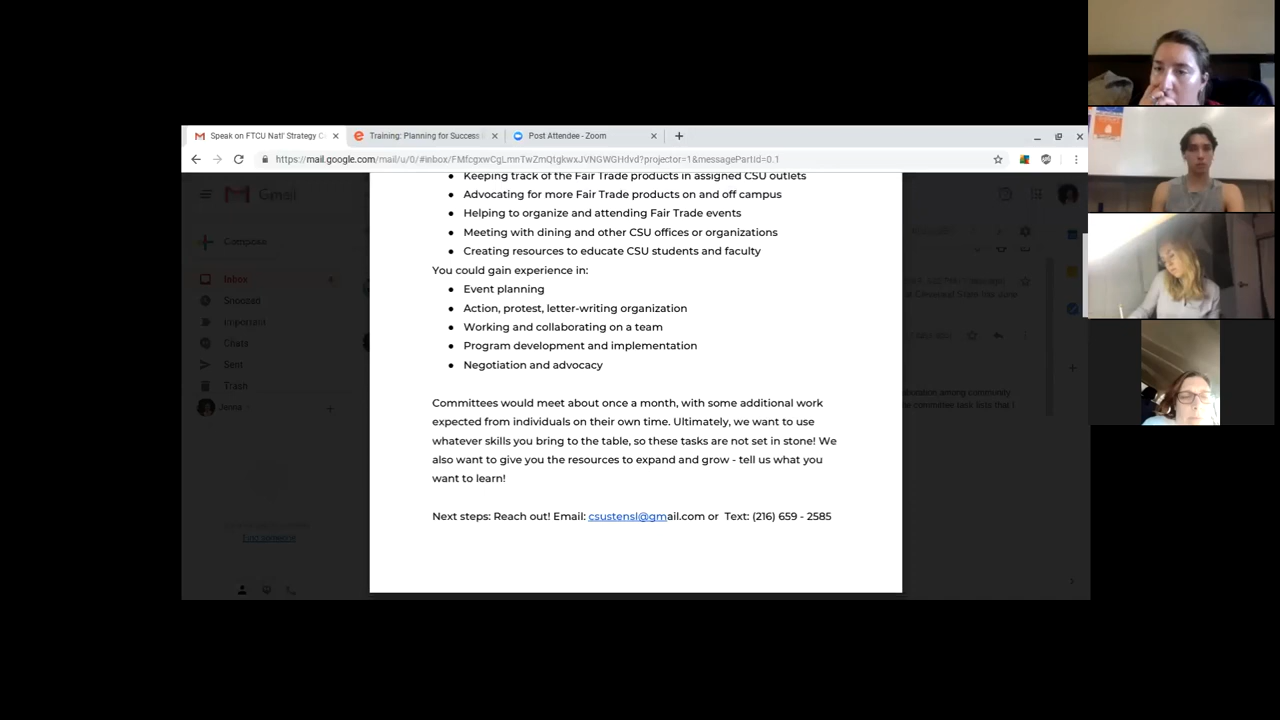 Speak on FTCU Natl' Strategy C
Training: Planning for Success
Post Attendee - Zoom
https://mail.google.com/mail/u/0/#inbox/FMfcgxwCgLmnTwZmQtgkwxJVNGWGHdvd?projector=1&messagePartId=0.1
Gmail
Compose
Inbox
Snoozed
Important
Chats
Sent
Trash
Jenna
Find someone
Keeping track of the Fair Trade products in assigned CSU outlets
● Advocating for more Fair Trade products on and off campus
● Helping to organize and attending Fair Trade events
● Meeting with dining and other CSU offices or organizations
● Creating resources to educate CSU students and faculty
You could gain experience in:
● Event planning
● Action, protest, letter-writing organization
● Working and collaborating on a team
● Program development and implementation
● Negotiation and advocacy
Committees would meet about once a month, with some additional work
expected from individuals on their own time. Ultimately, we want to use
whatever skills you bring to the table, so these tasks are not set in stone! We
also want to give you the resources to expand and grow - tell us what you
want to learn!
Next steps: Reach out! Email: csustensl@gmail.com or Text: (216) 659 - 2585